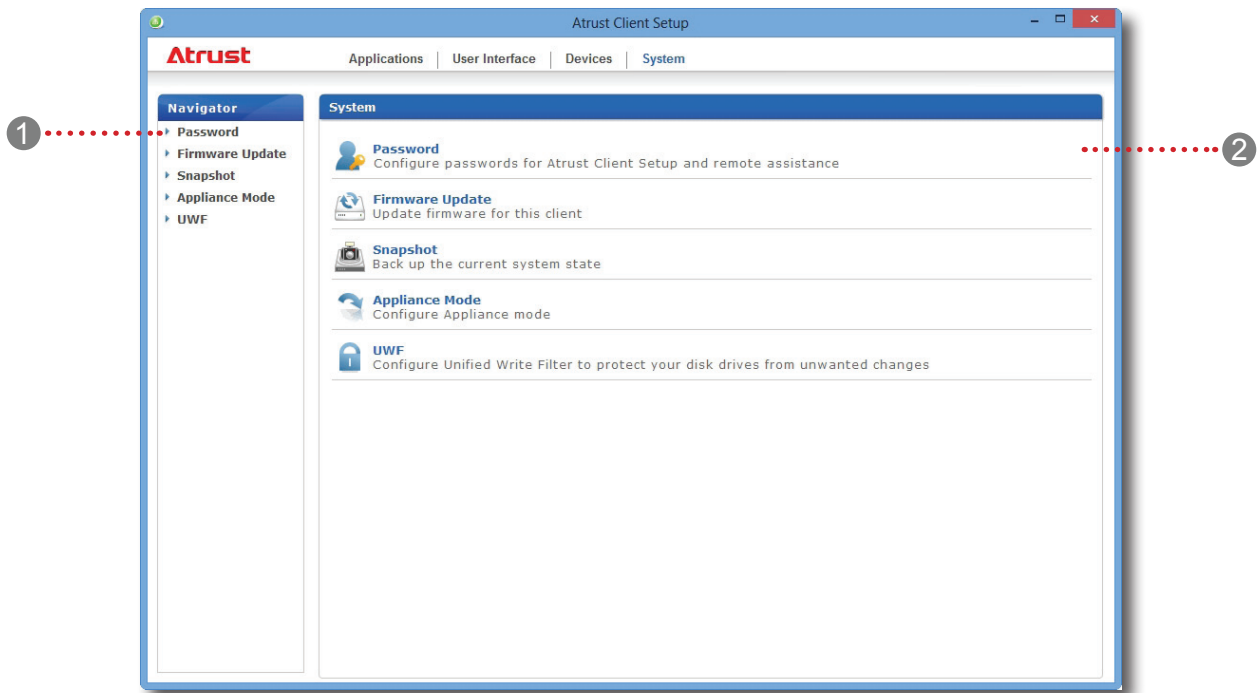 Atrust Client Setup
Atrust
Applications | User Interface | Devices | System
Navigator
Password
Firmware Update
Snapshot
Appliance Mode
UWF
System
Password
Configure passwords for Atrust Client Setup and remote assistance
Firmware Update
Update firmware for this client
Snapshot
Back up the current system state
Appliance Mode
Configure Appliance mode
UWF
Configure Unified Write Filter to protect your disk drives from unwanted changes
1
2